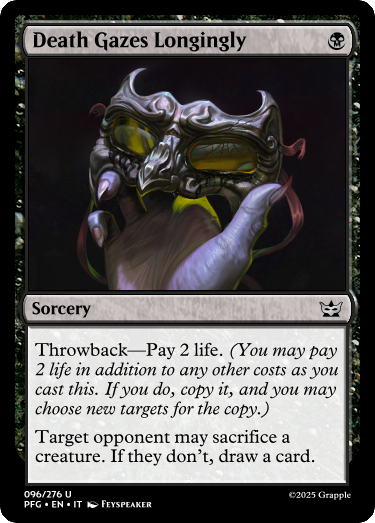 Death Gazes Longingly
Sorcery
Throwback—Pay 2 life. (You may pay
2 life in addition to any other costs as you
cast this. If you do, copy it, and you may
choose new targets for the copy.)
Target opponent may sacrifice a
creature. If they don't, draw a card.
096/276 U
PFG • EN • IT FEYSPEAKER
©2025 Grapple